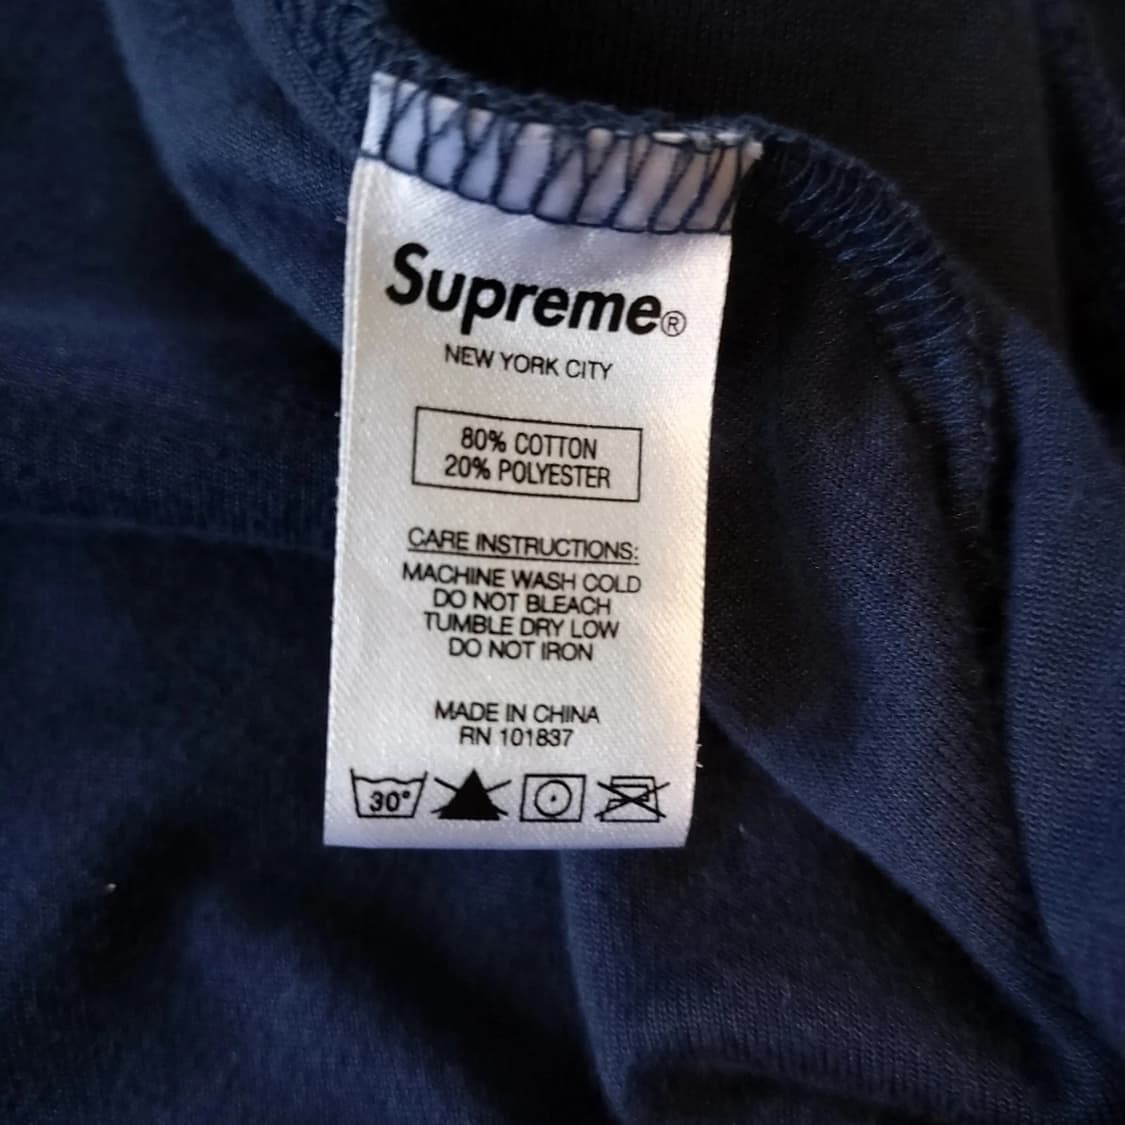 Supreme®
NEW YORK CITY
80% COTTON
20% POLYESTER
CARE INSTRUCTIONS:
MACHINE WASH COLD
DO NOT BLEACH
TUMBLE DRY LOW
DO NOT IRON
MADE IN CHINA
RN 101837
30°